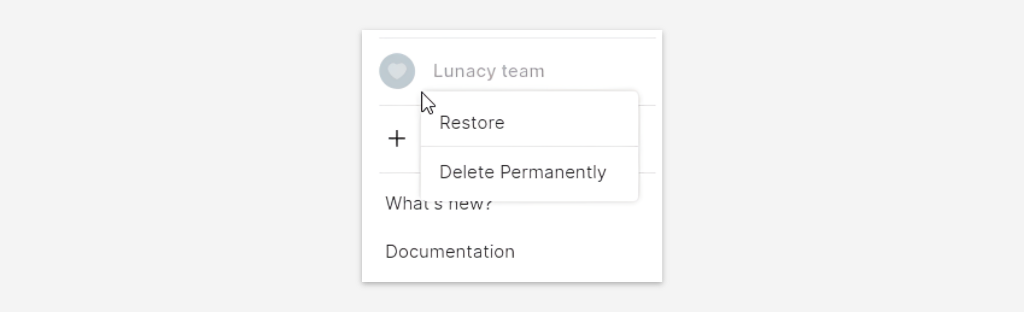 Lunacy team
Restore
Delete Permanently
What's new?
Documentation